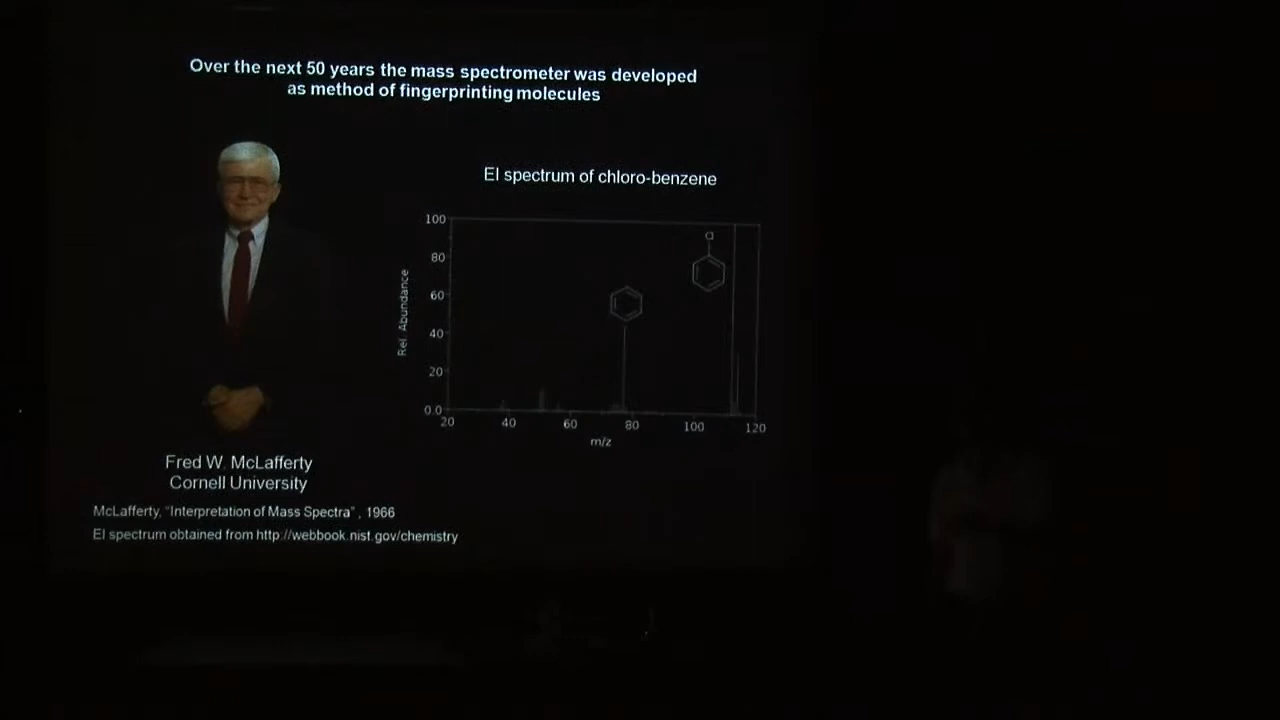 Over the next 50 years the mass spectrometer was developed
as method of fingerprinting molecules
EI spectrum of chloro-benzene
100
80
60
40
20
0.0
Rel. Abundance
Cl
20 40 60 80 100 120
m/z
Fred W. McLafferty
Cornell University
McLafferty, "Interpretation of Mass Spectra", 1966
EI spectrum obtained from http://webbook.nist.gov/chemistry